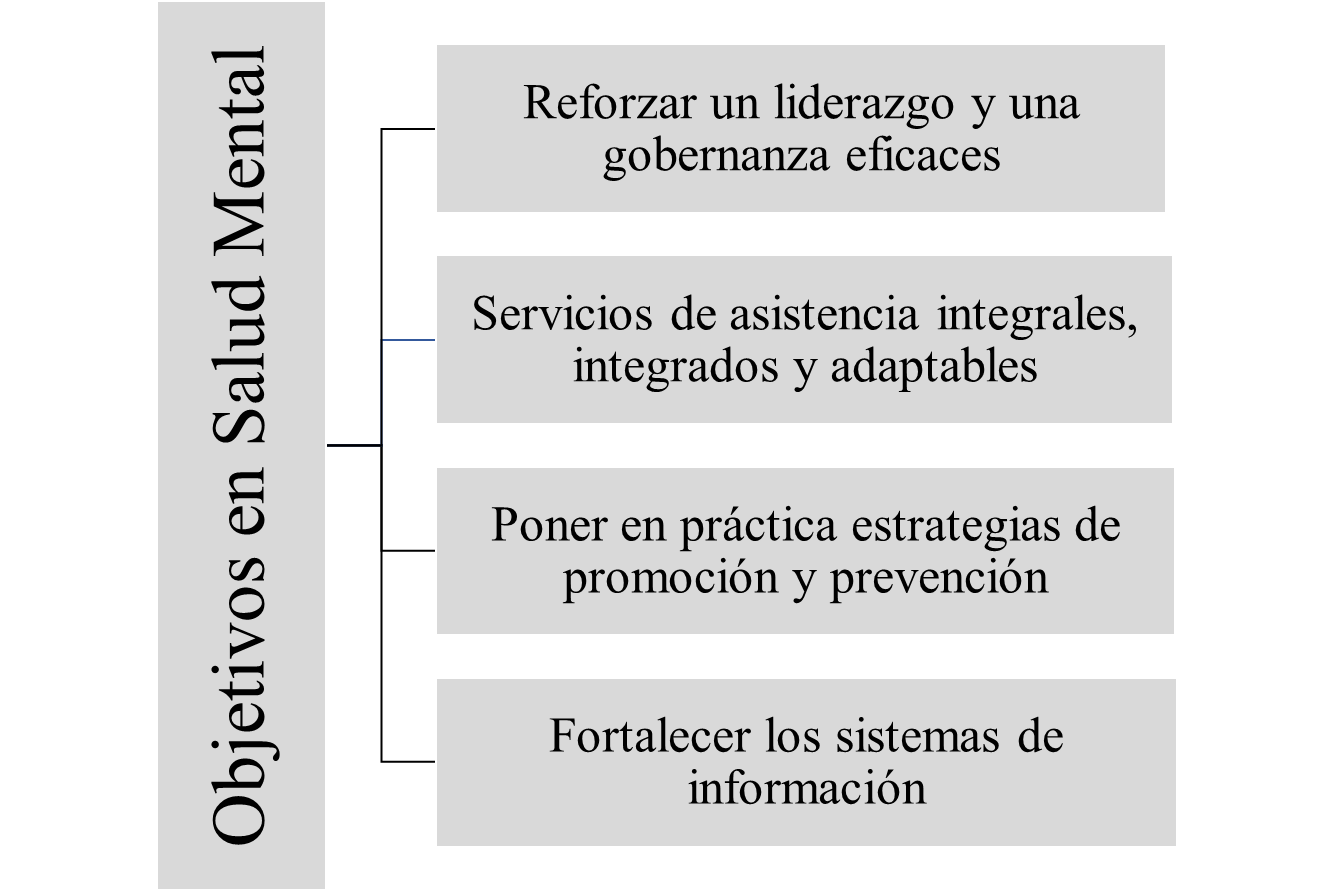 Objetivos en Salud Mental
Reforzar un liderazgo y una
gobernanza eficaces
Servicios de asistencia integrales,
integrados y adaptables
Poner en práctica estrategias de
promoción y prevención
Fortalecer los sistemas de
información